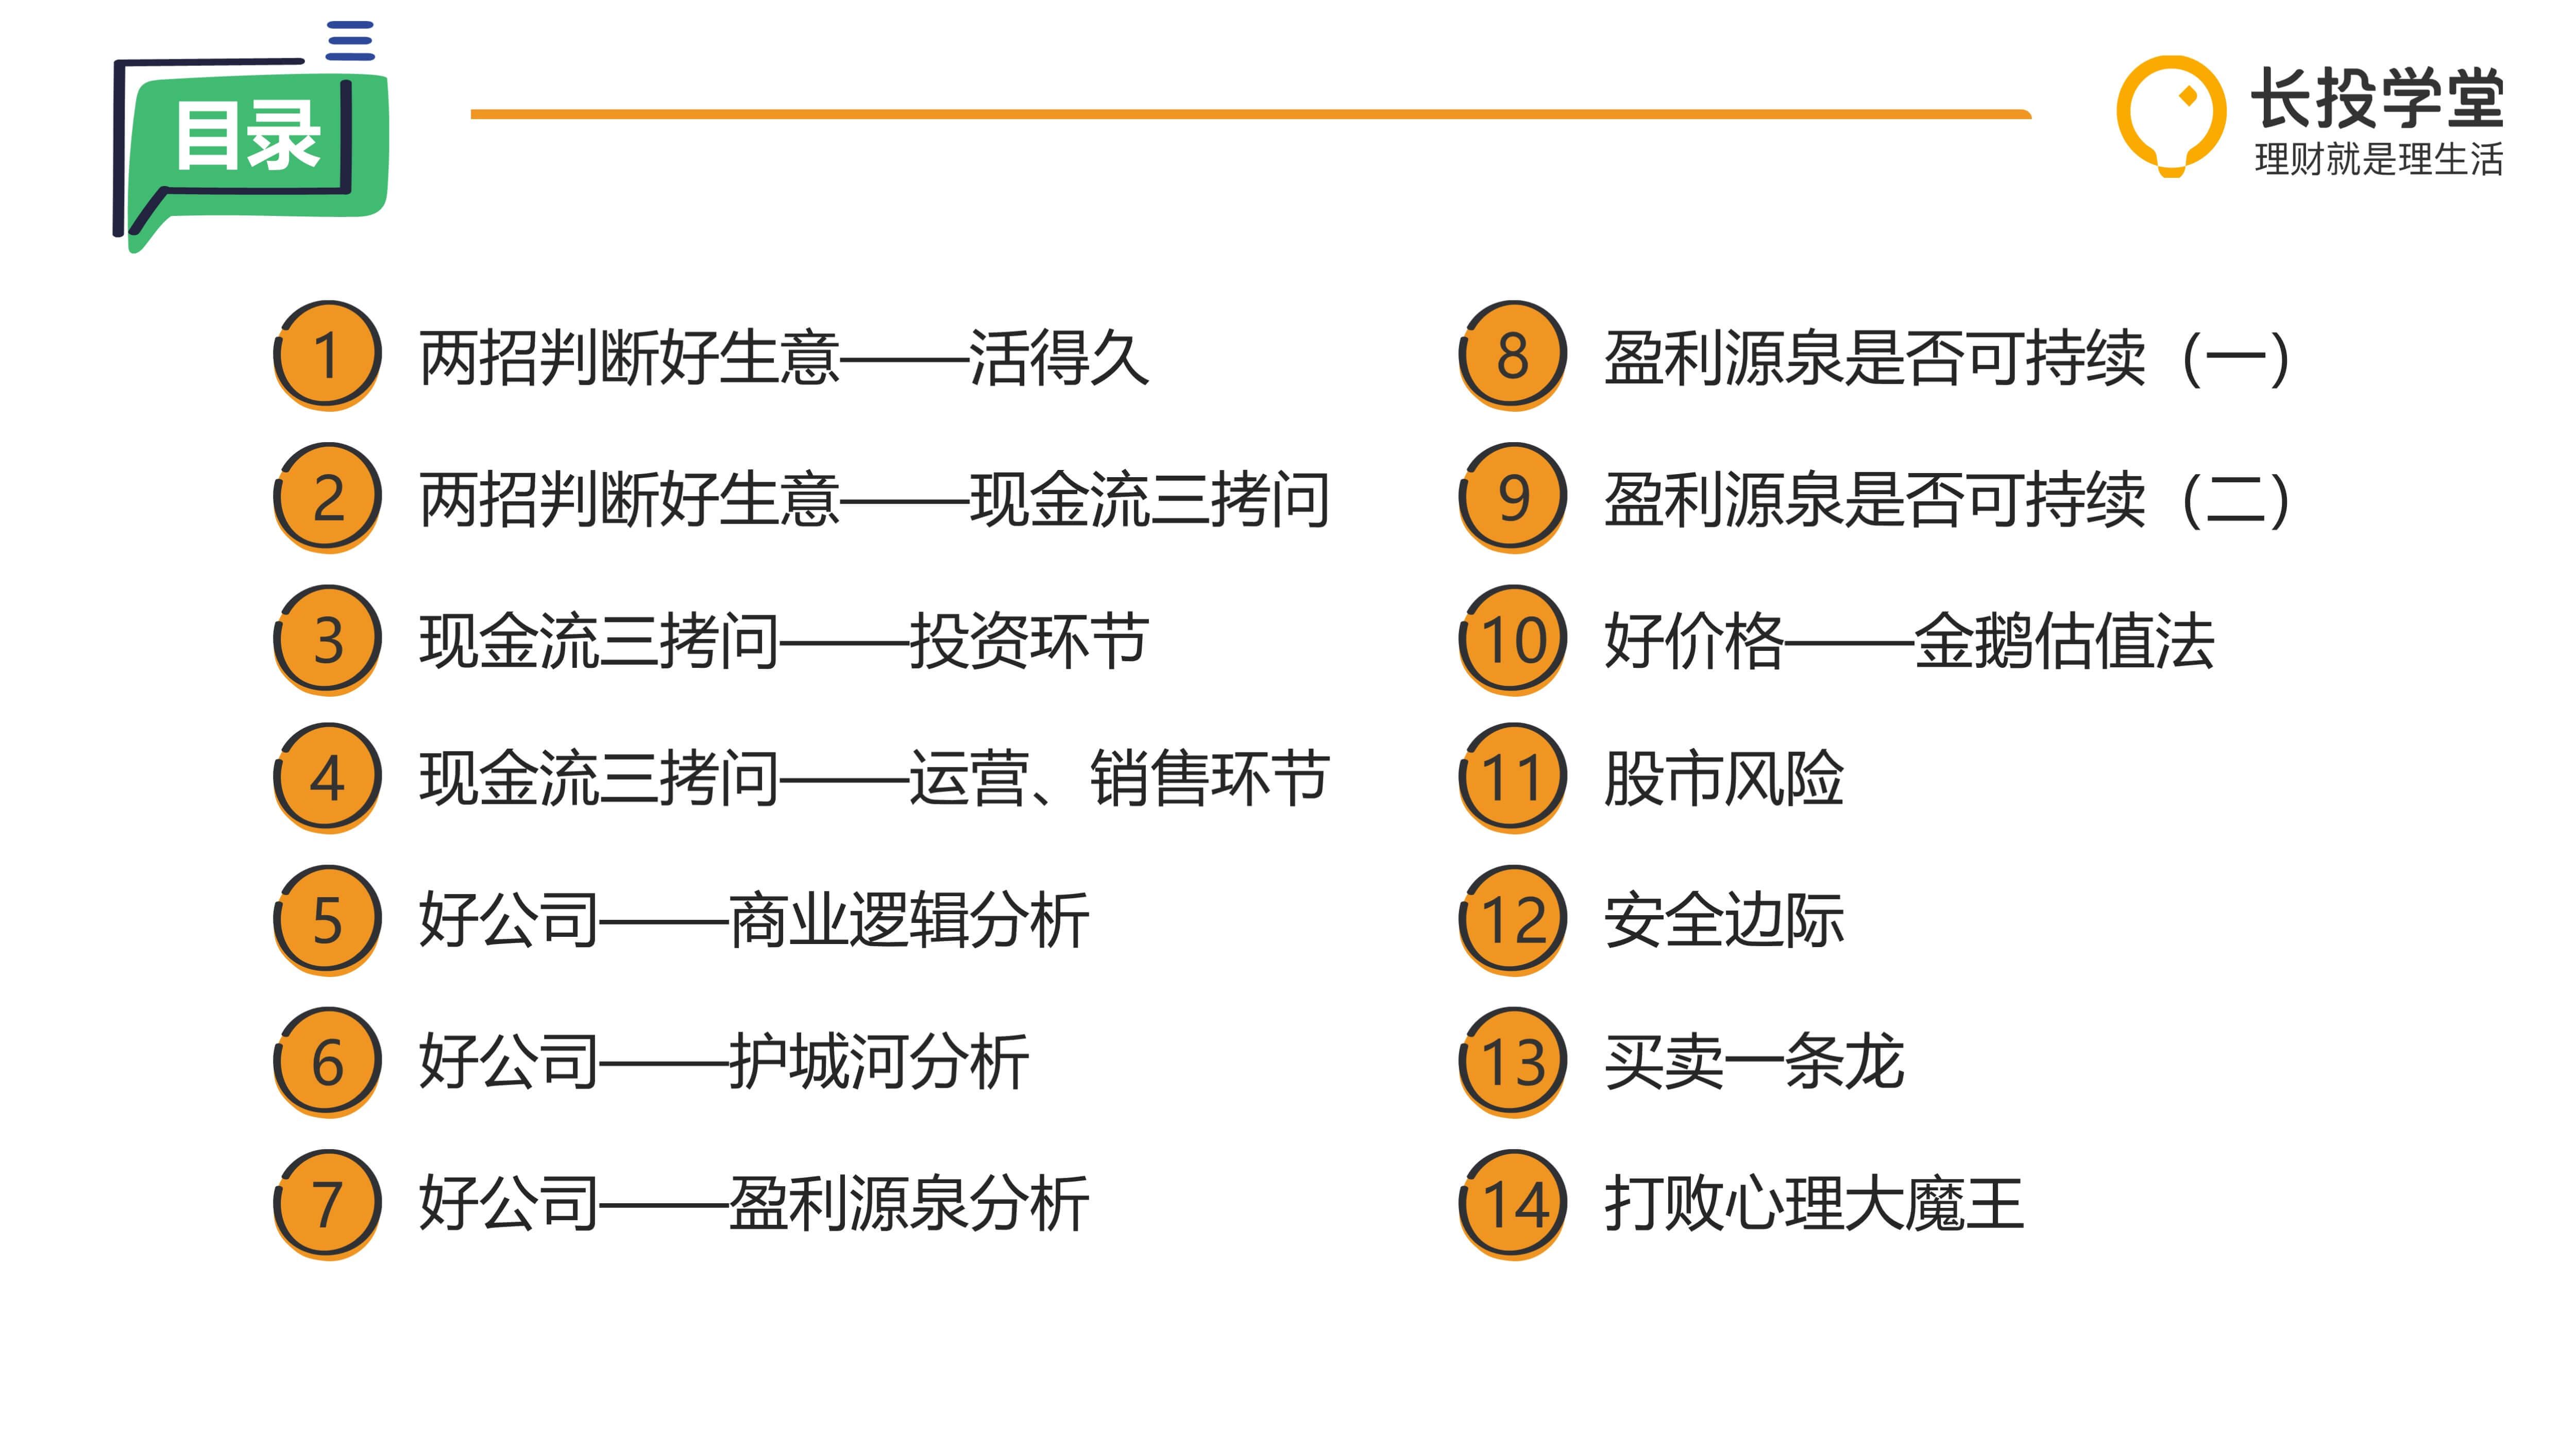 目录
长投学堂
理财就是理生活
1 两招判断好生意——活得久
2 两招判断好生意——现金流三拷问
3 现金流三拷问——投资环节
4 现金流三拷问——运营、销售环节
5 好公司——商业逻辑分析
6 好公司——护城河分析
7 好公司——盈利源泉分析
8 盈利源泉是否可持续（一）
9 盈利源泉是否可持续（二）
10 好价格——金鹅估值法
11 股市风险
12 安全边际
13 买卖一条龙
14 打败心理大魔王